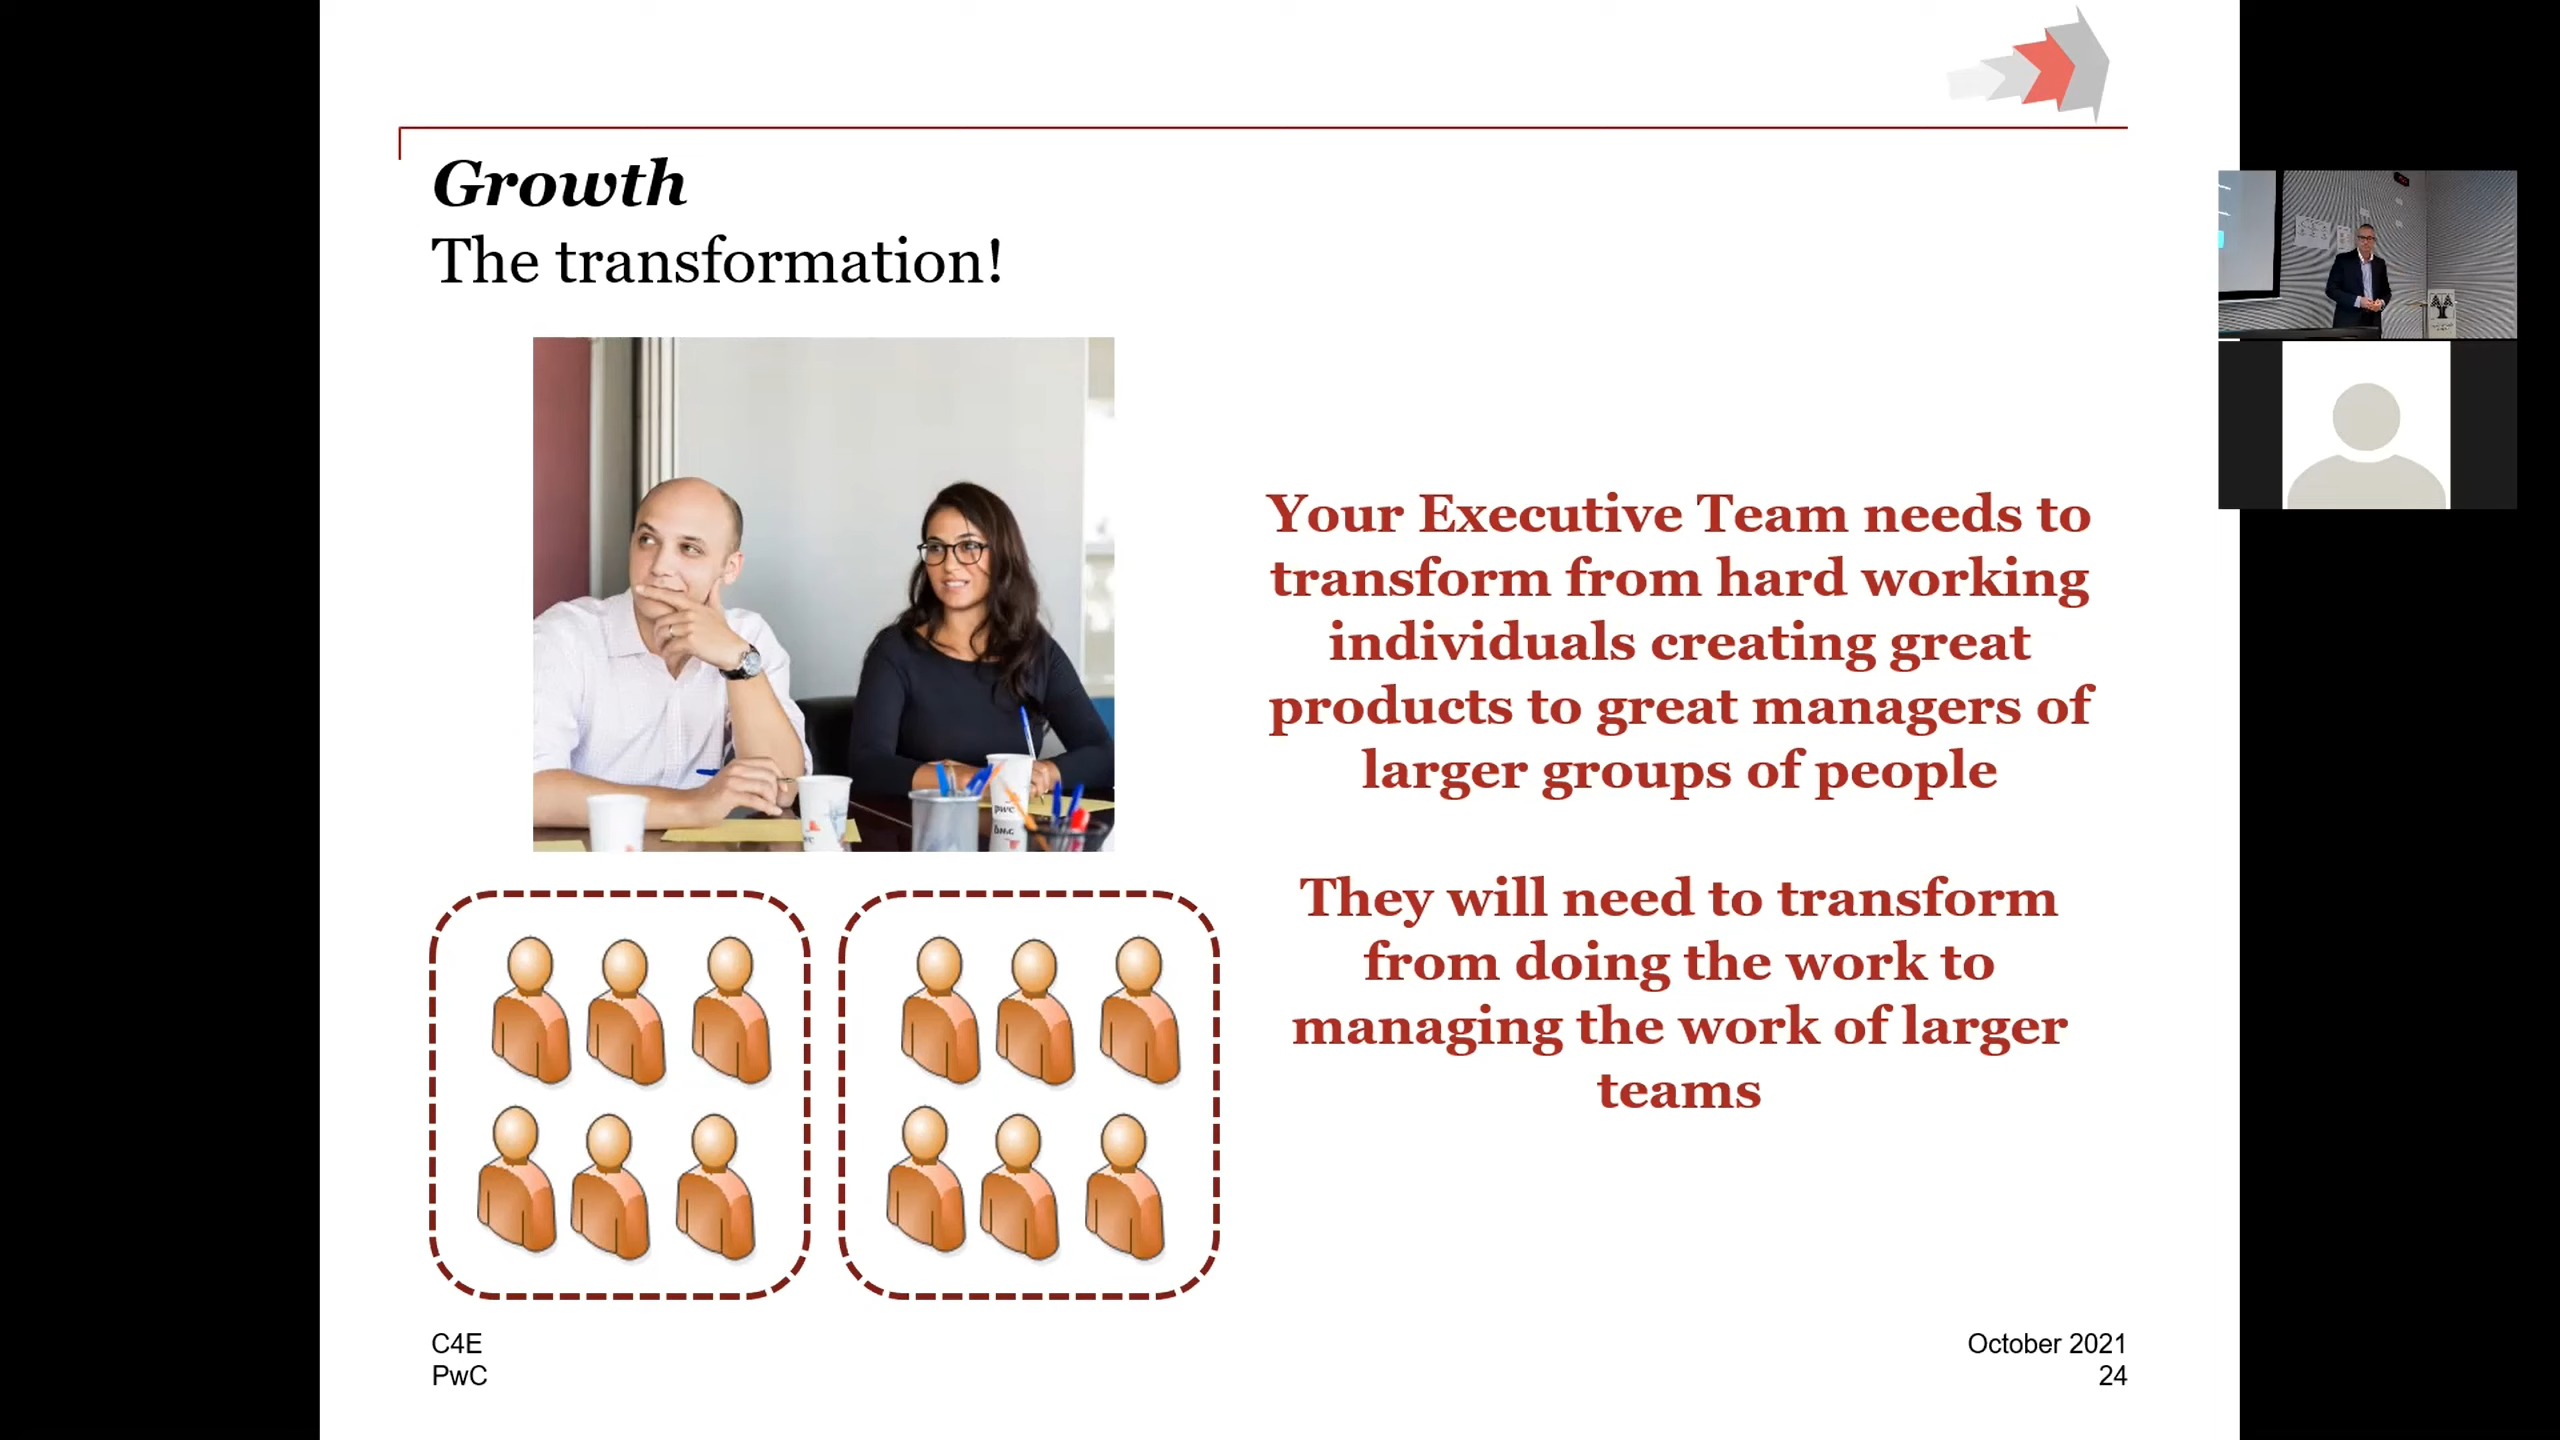 Growth
The transformation!
Your Executive Team needs to
transform from hard working
individuals creating great
products to great managers of
larger groups of people
They will need to transform
from doing the work to
managing the work of larger
teams
pwc
C4E
PwC
October 2021
24